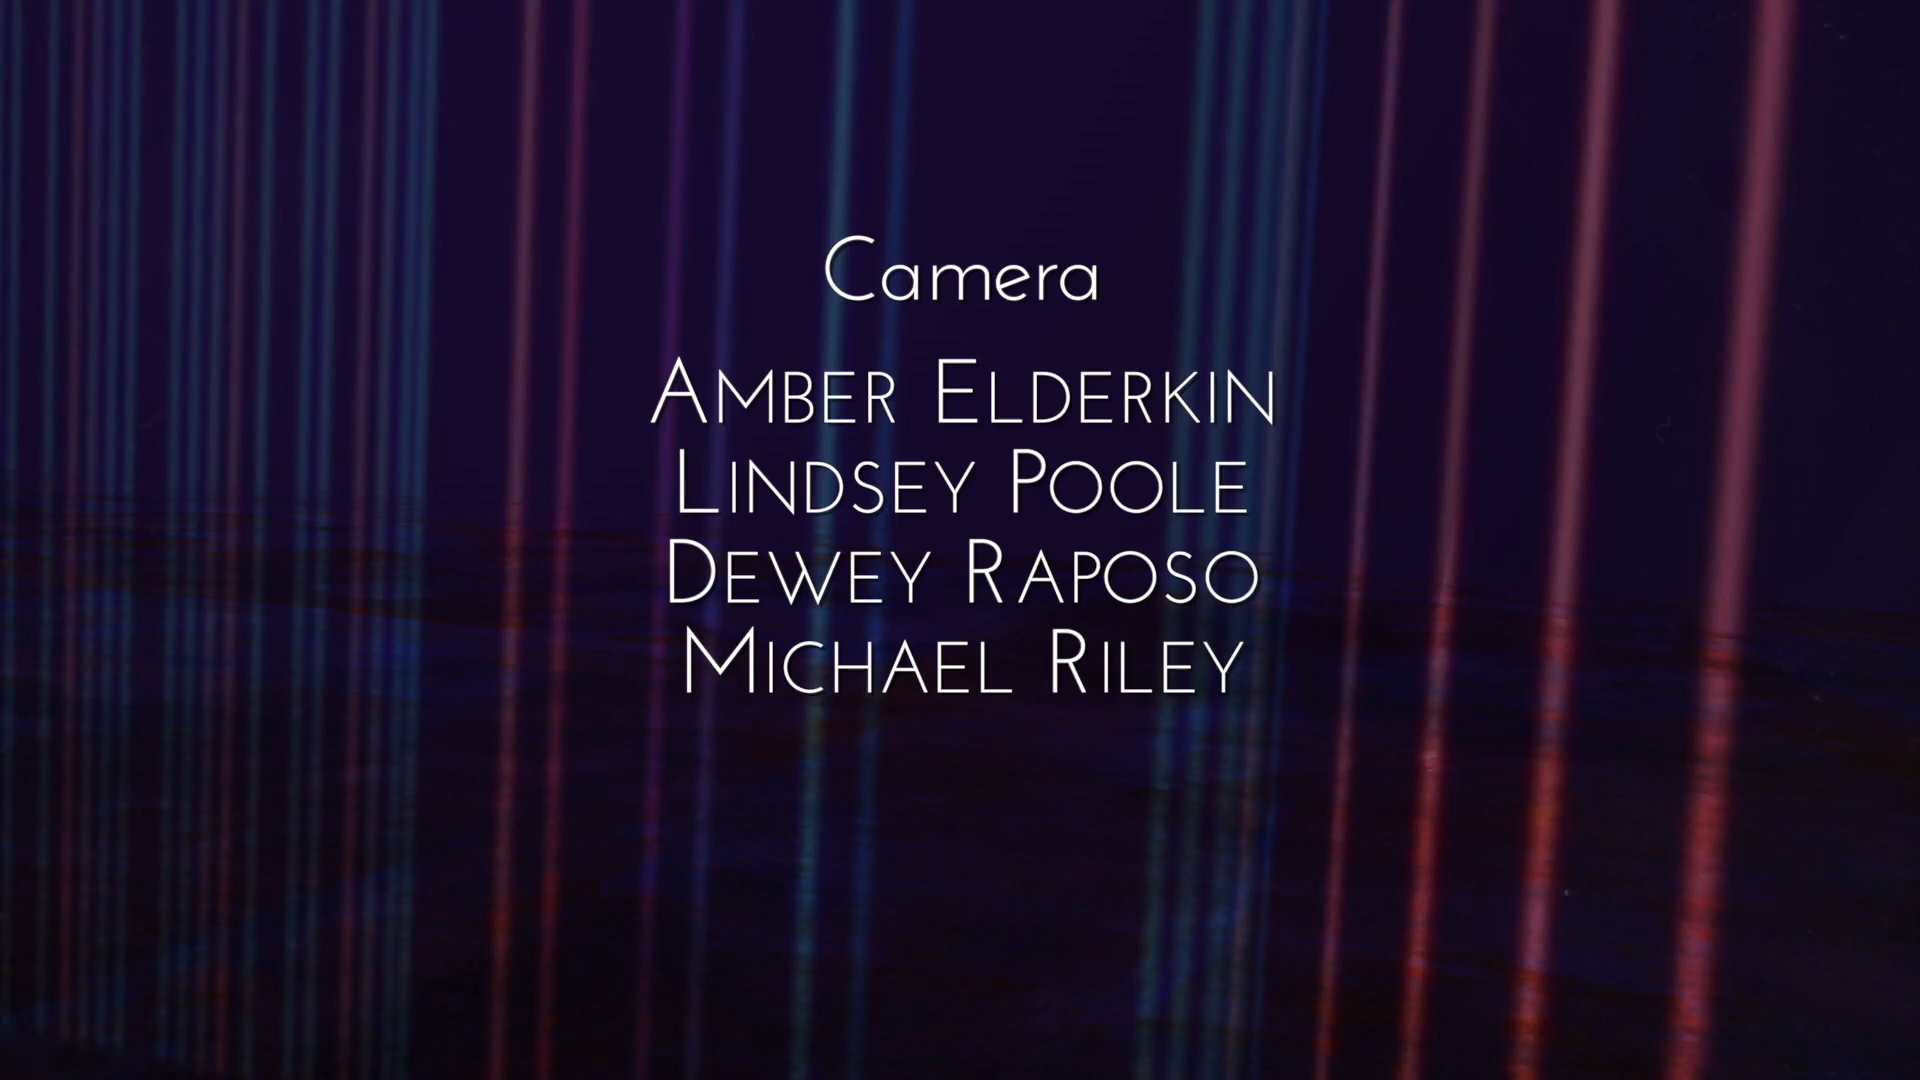 Camera
Amber Elderkin
Lindsey Poole
Dewey Raposo
Michael Riley